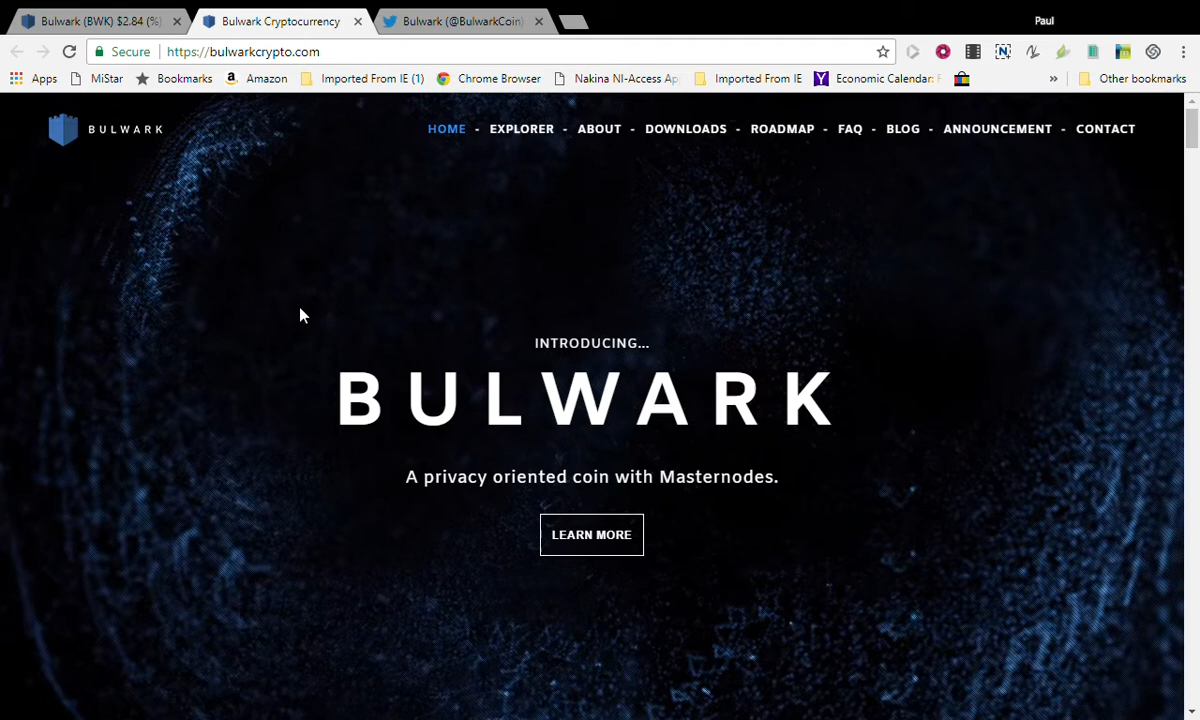 Bulwark (BWK) $2.84 (%)
Bulwark Cryptocurrency
Bulwark (@BulwarkCoin)
Paul
Secure
https://bulwarkcrypto.com
Apps
MiStar
Bookmarks
Amazon
Imported From IE (1)
Chrome Browser
Nakina NI-Access Ap
Imported From IE
Economic Calendar: F
»
Other bookmarks
BULWARK
HOME - EXPLORER - ABOUT - DOWNLOADS - ROADMAP - FAQ - BLOG - ANNOUNCEMENT - CONTACT
INTRODUCING...
BULWARK
A privacy oriented coin with Masternodes.
LEARN MORE